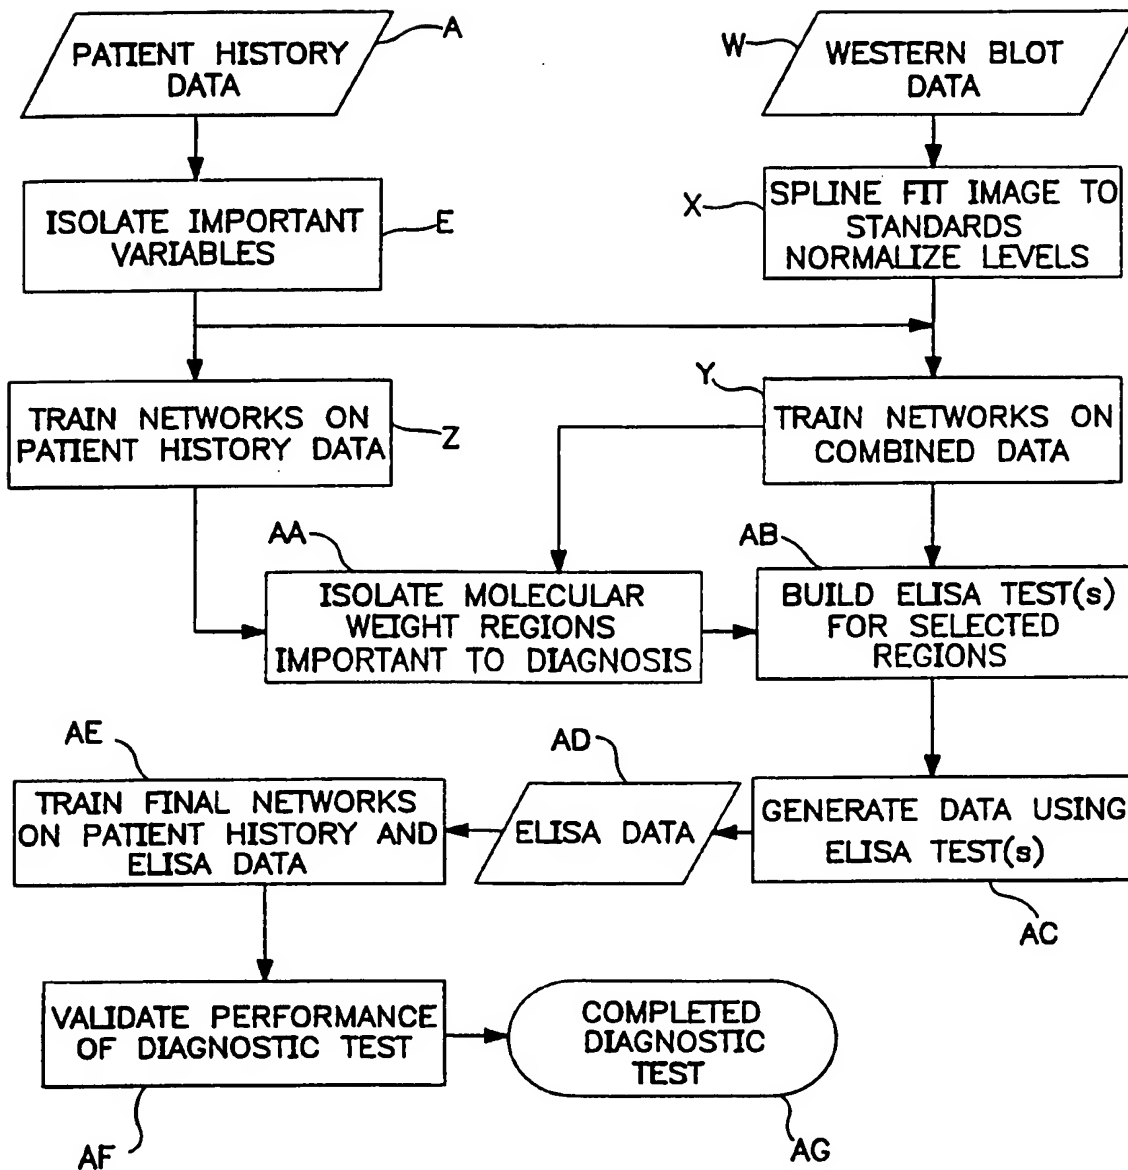 PATIENT HISTORY
DATA
A
W
WESTERN BLOT
DATA
ISOLATE IMPORTANT
VARIABLES
E
X
SPLINE FIT IMAGE TO
STANDARDS
NORMALIZE LEVELS
TRAIN NETWORKS ON
PATIENT HISTORY DATA
Z
Y
TRAIN NETWORKS ON
COMBINED DATA
AA
ISOLATE MOLECULAR
WEIGHT REGIONS
IMPORTANT TO DIAGNOSIS
AB
BUILD ELISA TEST(s)
FOR SELECTED
REGIONS
AE
TRAIN FINAL NETWORKS
ON PATIENT HISTORY AND
ELISA DATA
AD
ELISA DATA
GENERATE DATA USING
ELISA TEST(s)
AC
VALIDATE PERFORMANCE
OF DIAGNOSTIC TEST
AF
COMPLETED
DIAGNOSTIC
TEST
AG